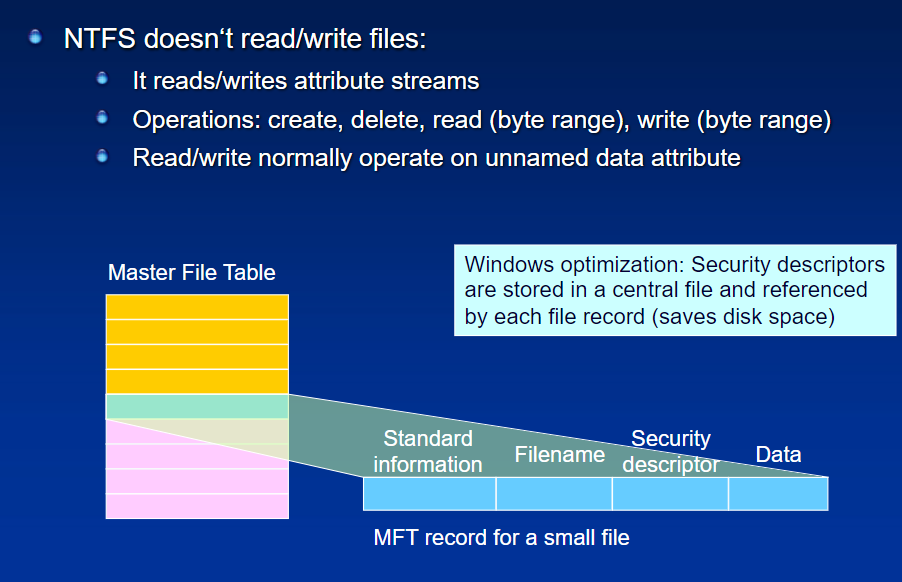 NTFS doesn‘t read/write files:
It reads/writes attribute streams
Operations: create, delete, read (byte range), write (byte range)
Read/write normally operate on unnamed data attribute
Master File Table
Windows optimization: Security descriptors
are stored in a central file and referenced
by each file record (saves disk space)
Standard
information
Filename
Security
descriptor
Data
MFT record for a small file